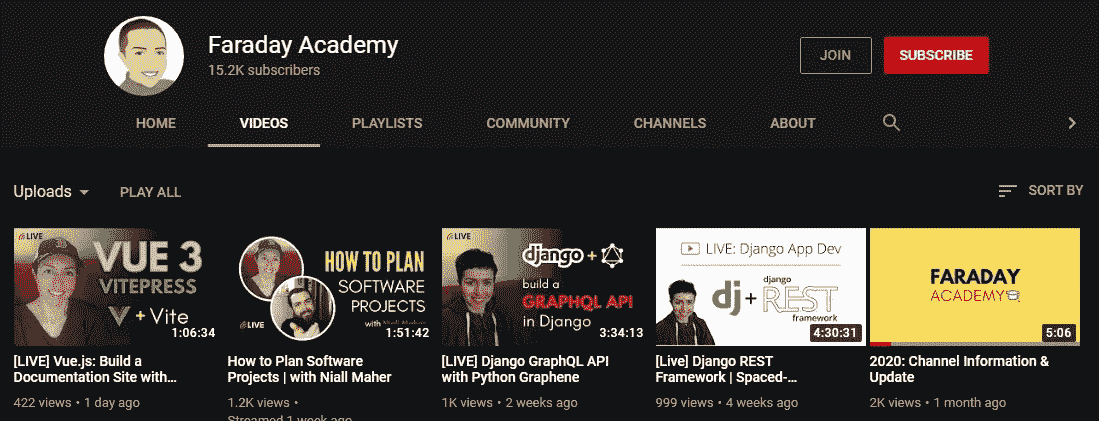 Faraday Academy
15.2K subscribers
JOIN
SUBSCRIBE
HOME
VIDEOS
PLAYLISTS
COMMUNITY
CHANNELS
ABOUT
Uploads
PLAY ALL
SORT BY
LIVE
VUE 3
VITEPRESS
+ Vite
1:06:34
[LIVE] Vue.js: Build a
Documentation Site with...
422 views • 1 day ago
HOW TO PLAN
SOFTWARE
PROJECTS
LIVE
with Niall Maher
1:51:42
How to Plan Software
Projects | with Niall Maher
1.2K views •
Streamed 1 week ago
LIVE
django +
build a
GRAPHQL API
in Django
3:34:13
[LIVE] Django GraphQL API
with Python Graphene
1K views • 2 weeks ago
LIVE: Django App Dev
dj + django
REST
framework
4:30:31
[Live] Django REST
Framework | Spaced-...
999 views • 4 weeks ago
FARADAY
ACADEMY
5:06
2020: Channel Information &
Update
2K views • 1 month ago